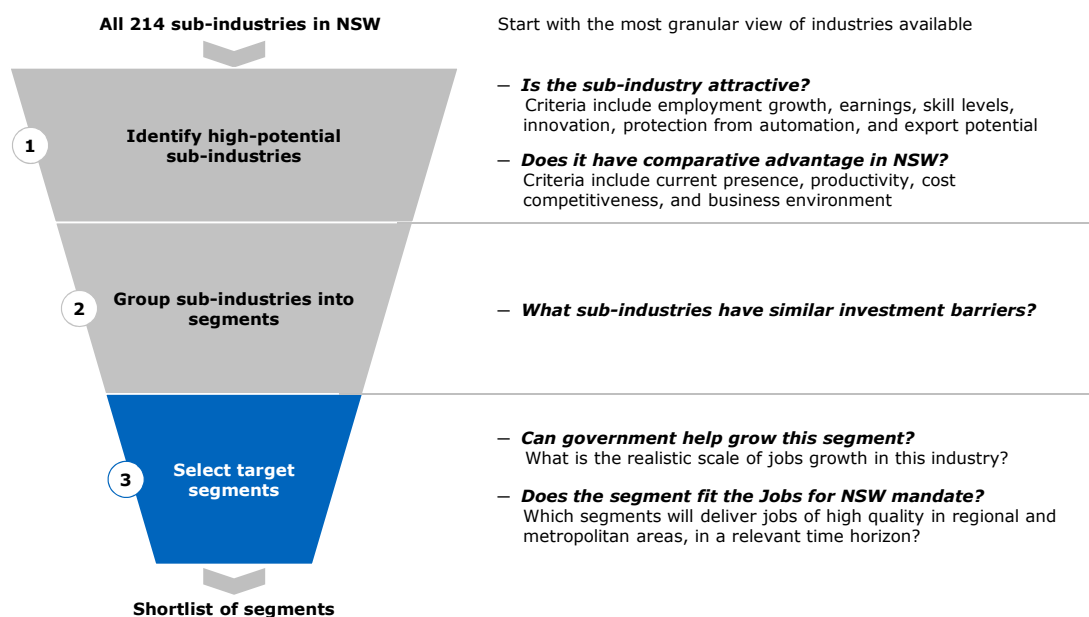 All 214 sub-industries in NSW
Start with the most granular view of industries available
1
Identify high-potential
sub-industries
— Is the sub-industry attractive?
Criteria include employment growth, earnings, skill levels,
innovation, protection from automation, and export potential
— Does it have comparative advantage in NSW?
Criteria include current presence, productivity, cost
competitiveness, and business environment
2
Group sub-industries into
segments
— What sub-industries have similar investment barriers?
3
Select target
segments
— Can government help grow this segment?
What is the realistic scale of jobs growth in this industry?
— Does the segment fit the Jobs for NSW mandate?
Which segments will deliver jobs of high quality in regional and
metropolitan areas, in a relevant time horizon?
Shortlist of segments